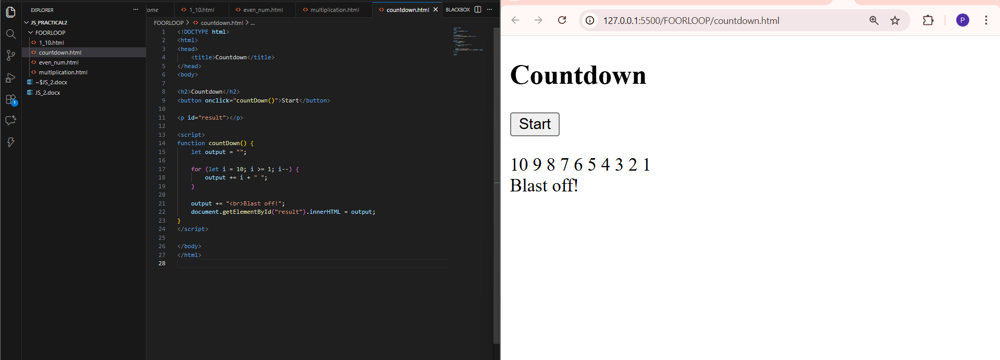 EXPLORER
JS_PRACTICAL2
FOORLOOP
1_10.html
countdown.html
even_num.html
multiplication.html
~$JS_2.docx
JS_2.docx
1
ome
1_10.html
even_num.html
multiplication.html
countdown.html
BLACKBOX
FOORLOOP > countdown.html > ...
1 <!DOCTYPE html>
2 <html>
3 <head>
4 <title>Countdown</title>
5 </head>
6 <body>
7
8 <h2>Countdown</h2>
9 <button onclick="countDown()">Start</button>
10
11 <p id="result"></p>
12
13 <script>
14 function countDown() {
15 let output = "";
16
17 for (let i = 10; i >= 1; i--) {
18 output += i + " ";
19 }
20
21 output += "<br>Blast off!";
22 document.getElementById("result").innerHTML = output;
23 }
24 </script>
25
26 </body>
27 </html>
28
127.0.0.1:5500/FOORLOOP/countdown.html
P
Countdown
Start
10 9 8 7 6 5 4 3 2 1
Blast off!